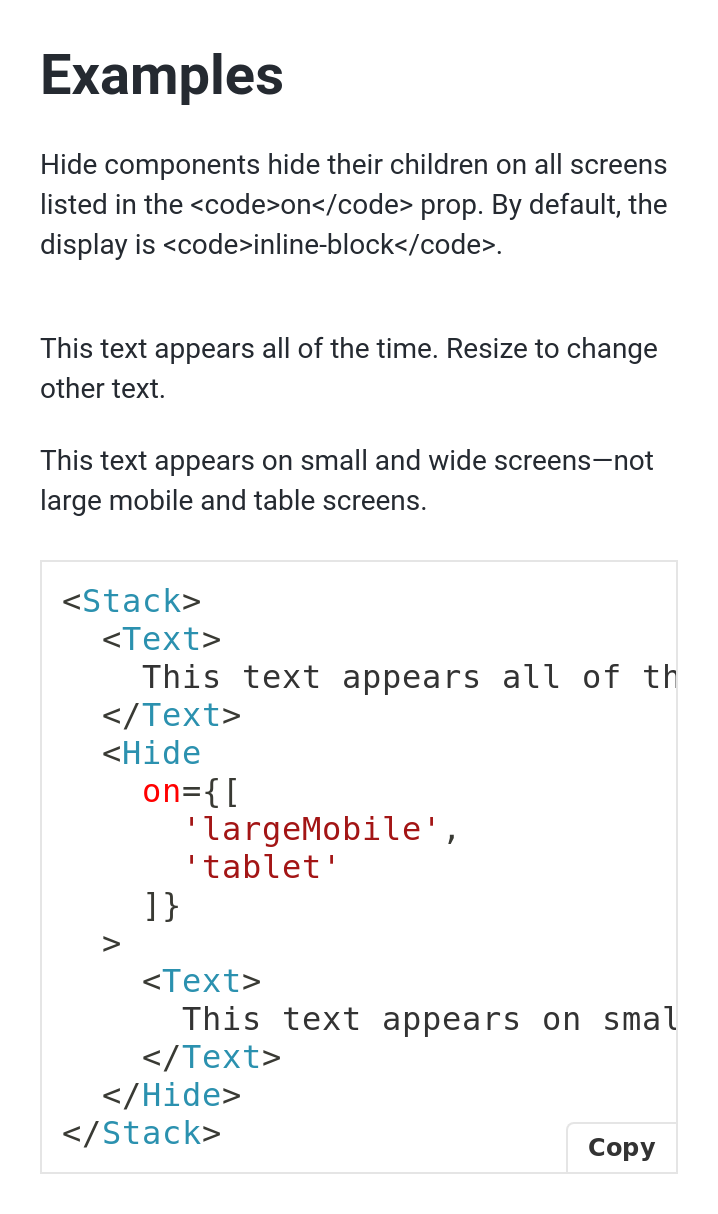 Examples
Hide components hide their children on all screens
listed in the <code>on</code> prop. By default, the
display is <code>inline-block</code>.
This text appears all of the time. Resize to change
other text.
This text appears on small and wide screens—not
large mobile and table screens.
<Stack>
  <Text>
    This text appears all of th
  </Text>
  <Hide
    on={[
      'largeMobile',
      'tablet'
    ]}
  >
    <Text>
      This text appears on smal
    </Text>
  </Hide>
</Stack>
Copy